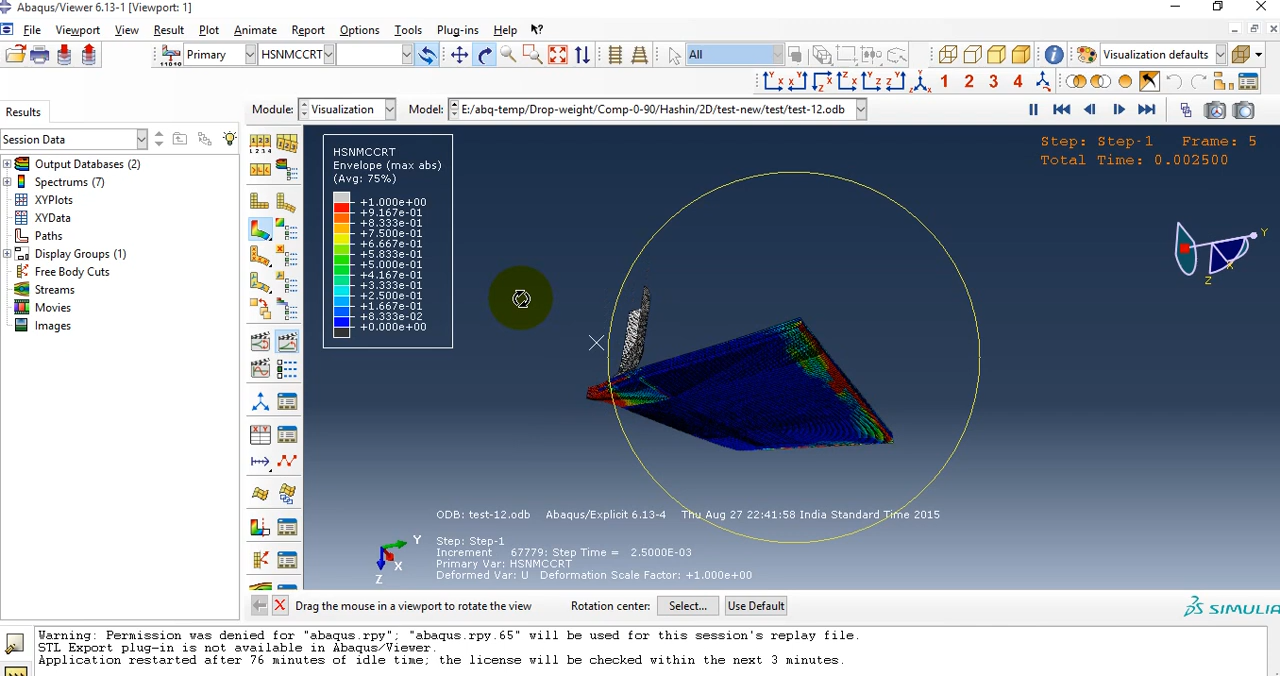 Abaqus/Viewer 6.13-1 [Viewport: 1]
File Viewport View Result Plot Animate Report Options Tools Plug-ins Help
Primary HSNMCCRT All Visualization defaults
1 2 3 4
Results Module: Visualization Model: E:/abq-temp/Drop-weight/Comp-0-90/Hashin/2D/test-new/test/test-12.odb
Session Data
Output Databases (2)
Spectrums (7)
XYPlots
XYData
Paths
Display Groups (1)
Free Body Cuts
Streams
Movies
Images
HSNMCCRT
Envelope (max abs)
(Avg: 75%)
+1.000e+00
+9.167e-01
+8.333e-01
+7.500e-01
+6.667e-01
+5.833e-01
+5.000e-01
+4.167e-01
+3.333e-01
+2.500e-01
+1.667e-01
+8.333e-02
+0.000e+00
Step: Step-1 Frame: 5
Total Time: 0.002500
Y
X
Z
ODB: test-12.odb Abaqus/Explicit 6.13-4 Thu Aug 27 22:41:58 India Standard Time 2015
Step: Step-1
Increment 67779: Step Time = 2.5000E-03
Primary Var: HSNMCCRT
Deformed Var: U Deformation Scale Factor: +1.000e+00
Y
X
Z
Drag the mouse in a viewport to rotate the view Rotation center: Select... Use Default
SIMULIA
Warning: Permission was denied for "abaqus.rpy"; "abaqus.rpy.65" will be used for this session's replay file.
STL Export plug-in is not available in Abaqus/Viewer.
Application restarted after 76 minutes of idle time; the license will be checked within the next 3 minutes.